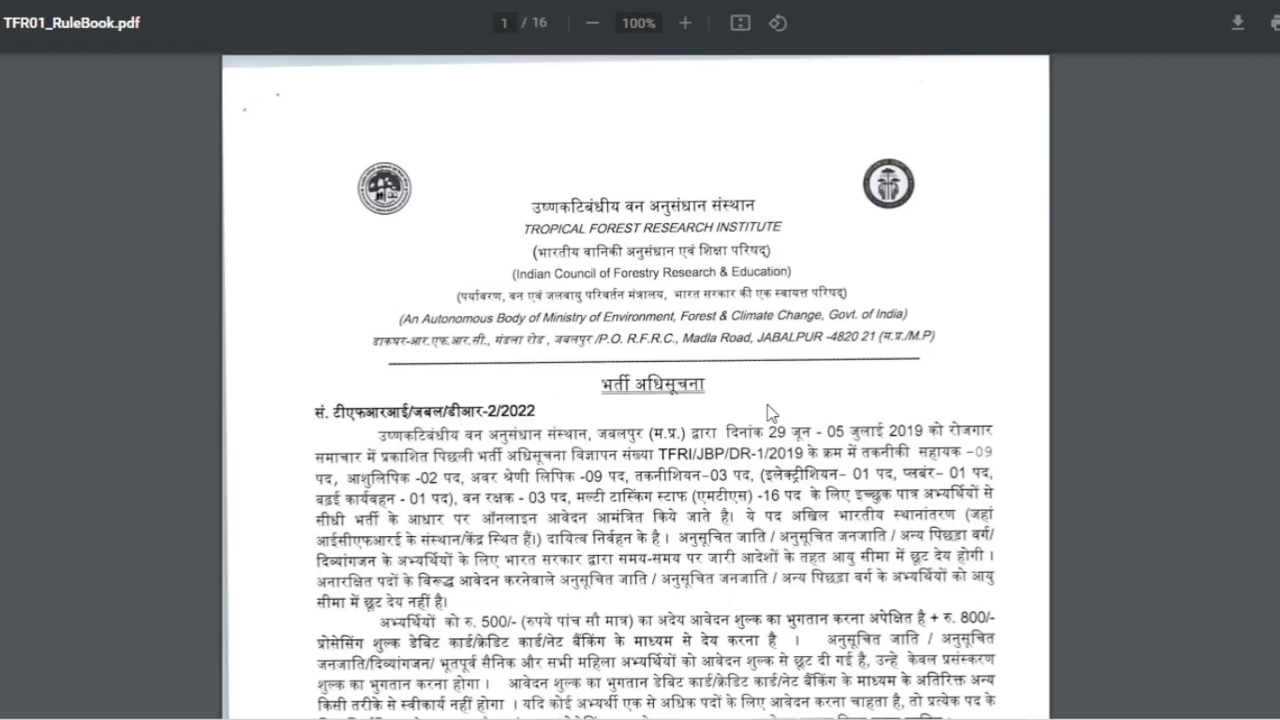 TFR01_RuleBook.pdf
1 / 16
100%
उष्णकटिबंधीय वन अनुसंधान संस्थान
TROPICAL FOREST RESEARCH INSTITUTE
(भारतीय वानिकी अनुसंधान एवं शिक्षा परिषद्)
(Indian Council of Forestry Research & Education)
(पर्यावरण, वन एवं जलवायु परिवर्तन मंत्रालय, भारत सरकार की एक स्वायत्त परिषद्)
(An Autonomous Body of Ministry of Environment, Forest & Climate Change, Govt. of India)
डाकघर-आर.एफ.आर.सी., मंडला रोड, जबलपुर /P.O. R.F.R.C., Madla Road, JABALPUR -4820 21 (म.प्र./M.P)
भर्ती अधिसूचना
सं. टीएफआरआई/जबल/डीआर-2/2022
उष्णकटिबंधीय वन अनुसंधान संस्थान, जबलपुर (म.प्र.) द्वारा दिनांक 29 जून - 05 जुलाई 2019 को रोजगार
समाचार में प्रकाशित पिछली भर्ती अधिसूचना विज्ञापन संख्या TFRI/JBP/DR-1/2019 के क्रम में तकनीकी सहायक -09
पद, आशुलिपिक -02 पद, अवर श्रेणी लिपिक -09 पद, तकनीशियन-03 पद, (इलेक्ट्रीशियन- 01 पद, प्लबंर- 01 पद,
बढ़ई कार्यवहन - 01 पद), वन रक्षक - 03 पद, मल्टी टास्किंग स्टाफ (एमटीएस) -16 पद के लिए इच्छुक पात्र अभ्यर्थियों से
सीधी भर्ती के आधार पर ऑनलाइन आवेदन आमंत्रित किये जाते है। ये पद अखिल भारतीय स्थानांतरण (जहां
आईसीएफआरई के संस्थान/केंद्र स्थित हैं।) दायित्व निर्वहन के है । अनुसूचित जाति / अनुसूचित जनजाति / अन्य पिछड़ा वर्ग/
दिव्यांगजन के अभ्यर्थियों के लिए भारत सरकार द्वारा समय-समय पर जारी आदेशों के तहत आयु सीमा में छूट देय होगी ।
अनारक्षित पदों के विरूद्ध आवेदन करनेवाले अनुसूचित जाति / अनुसूचित जनजाति / अन्य पिछड़ा वर्ग के अभ्यर्थियों को आयु
सीमा में छूट देय नहीं है।
अभ्यर्थियों को रु. 500/- (रुपये पांच सौ मात्र) का अदेय आवेदन शुल्क का भुगतान करना अपेक्षित है + रु. 800/-
प्रोसेसिंग शुल्क डेबिट कार्ड/क्रेडिट कार्ड/नेट बैंकिंग के माध्यम से देय करना है । अनुसूचित जाति / अनुसूचित
जनजाति/दिव्यांगजन/ भूतपूर्व सैनिक और सभी महिला अभ्यर्थियों को आवेदन शुल्क से छूट दी गई है, उन्हे केवल प्रसंस्करण
शुल्क का भुगतान करना होगा । आवेदन शुल्क का भुगतान डेबिट कार्ड/क्रेडिट कार्ड/नेट बैंकिंग के माध्यम के अतिरिक्त अन्य
किसी तरीके से स्वीकार्य नहीं होगा । यदि कोई अभ्यर्थी एक से अधिक पदों के लिए आवेदन करना चाहता है, तो प्रत्येक पद के